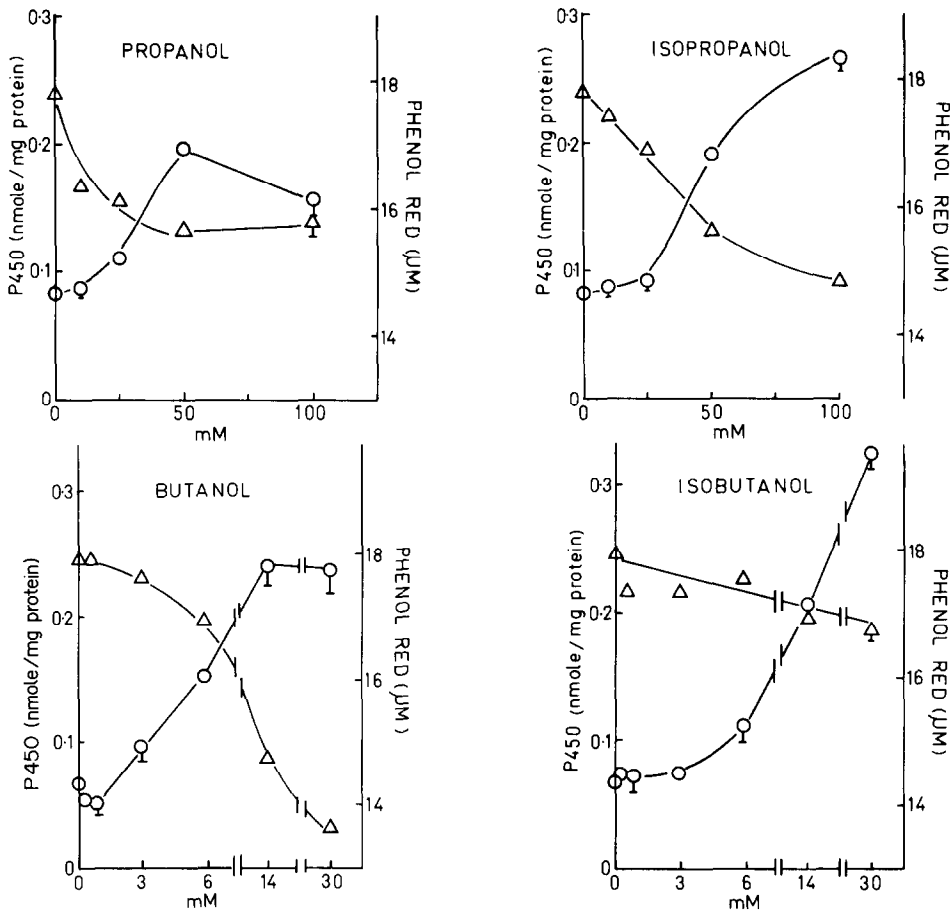 PROPANOL
P450 (nmole/mg protein)
0·3
0·2
0·1
0
0
50
100
mM
18
16
14
PHENOL RED (µM)
ISOPROPANOL
P450 (nmole/mg protein)
0·3
0·2
0·1
0
0
50
100
mM
18
16
14
PHENOL RED (µM)
BUTANOL
P450 (nmole/mg protein)
0·3
0·2
0·1
0
0
3
6
14
30
mM
18
16
14
PHENOL RED (µM)
ISOBUTANOL
P450 (nmole/mg protein)
0·3
0·2
0·1
0
0
3
6
14
30
mM
18
16
14
PHENOL RED (µM)